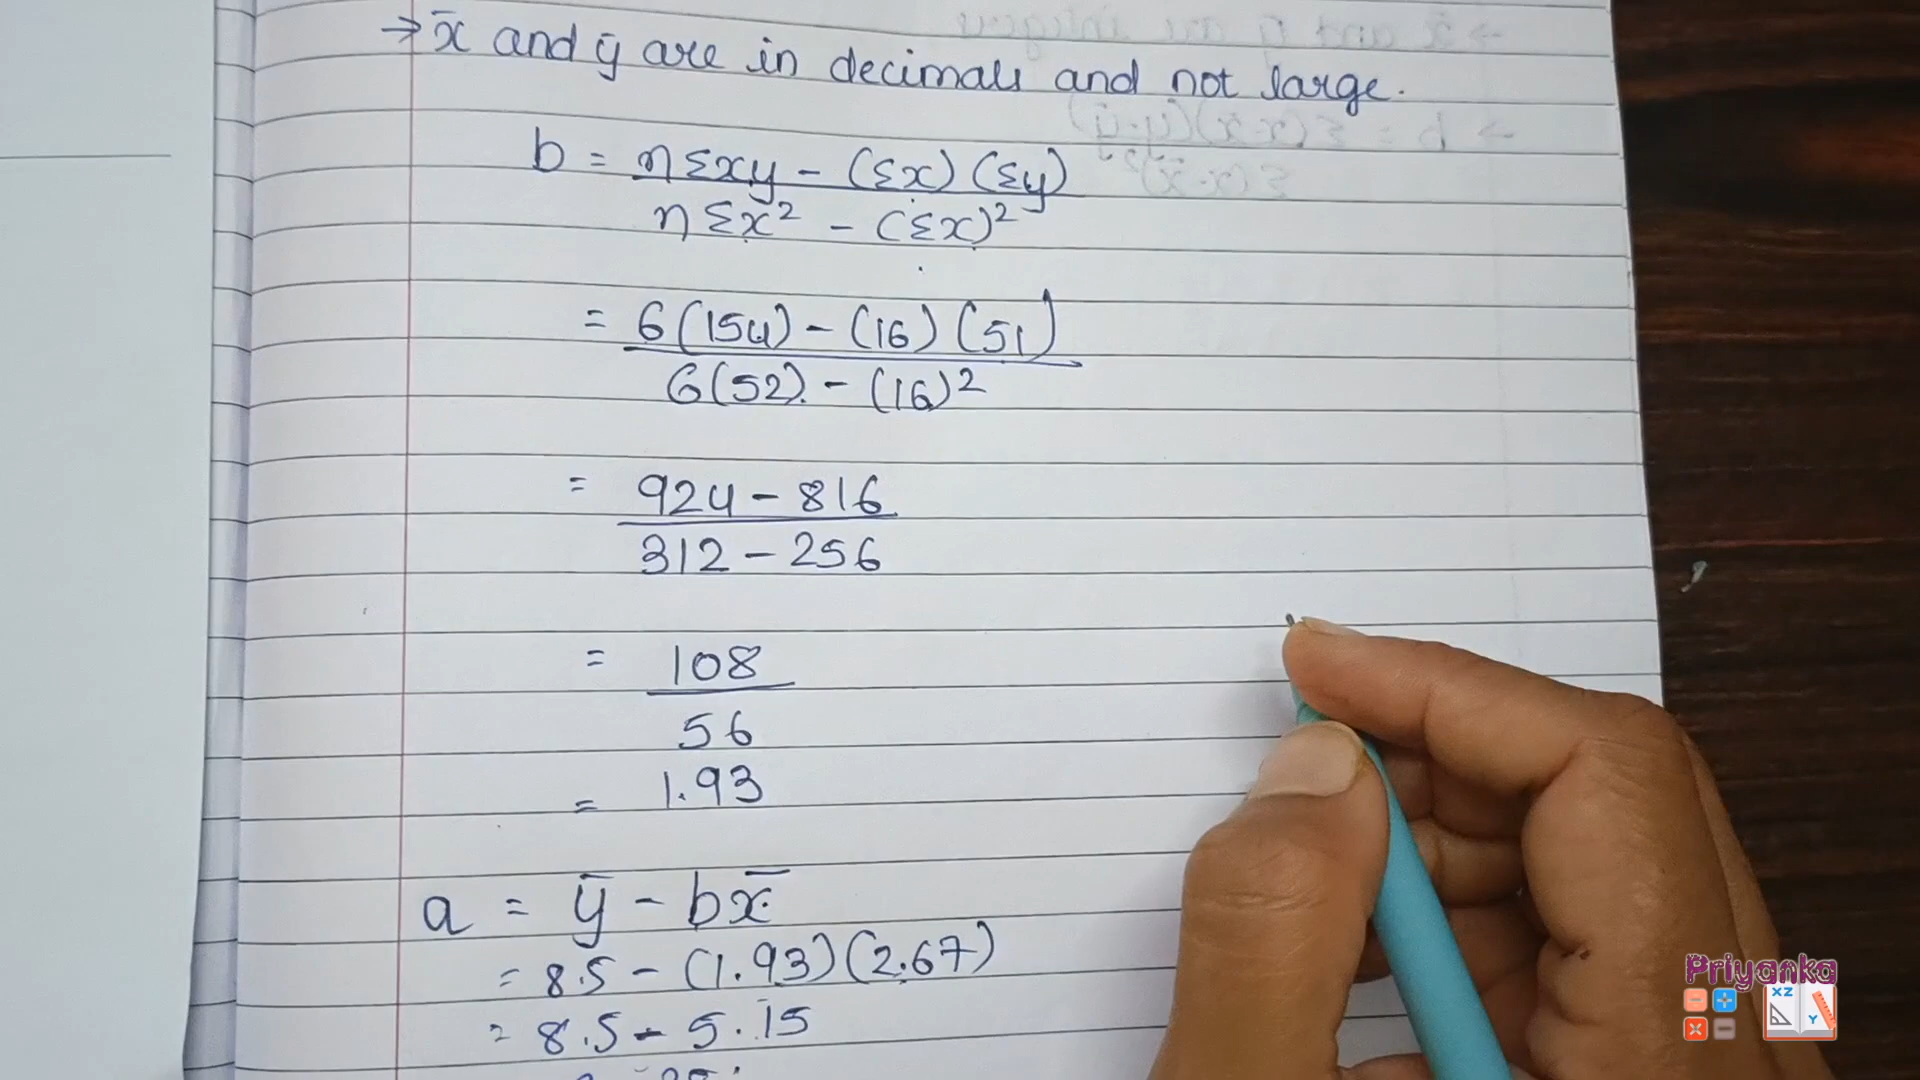 → x̄ and ȳ are in decimals and not large.
b = nΣxy - (Σx)(Σy)
nΣx² - (Σx)²
= 6(154) - (16)(51)
6(52) - (16)²
= 924 - 816
312 - 256
= 108
56
= 1.93
a = ȳ - bx̄
= 8.5 - (1.93)(2.67)
= 8.5 - 5.15
Priyanka
XZ
Y